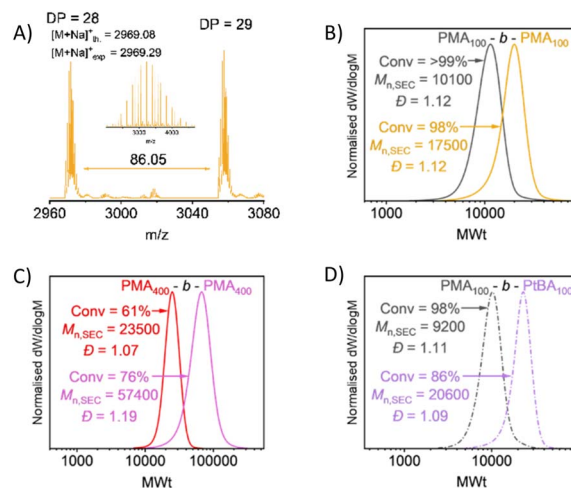 A)
DP = 28
[M+Na]⁺th. = 2969.08
[M+Na]⁺exp = 2969.29
DP = 29
3000
4000
m/z
86.05
2960
3000
3040
3080
m/z
B)
PMA100 - b - PMA100
Conv = >99%
Mn,SEC = 10100
Đ = 1.12
Conv = 98%
Mn,SEC = 17500
Đ = 1.12
Normalised dW/dlogM
1000
10000
MWt
C)
PMA400 - b - PMA400
Conv = 61%
Mn,SEC = 23500
Đ = 1.07
Conv = 76%
Mn,SEC = 57400
Đ = 1.19
Normalised dW/dlogM
1000
10000
100000
MWt
D)
PMA100 - b - PtBA100
Conv = 98%
Mn,SEC = 9200
Đ = 1.11
Conv = 86%
Mn,SEC = 20600
Đ = 1.09
Normalised dW/dlogM
1000
10000
MWt